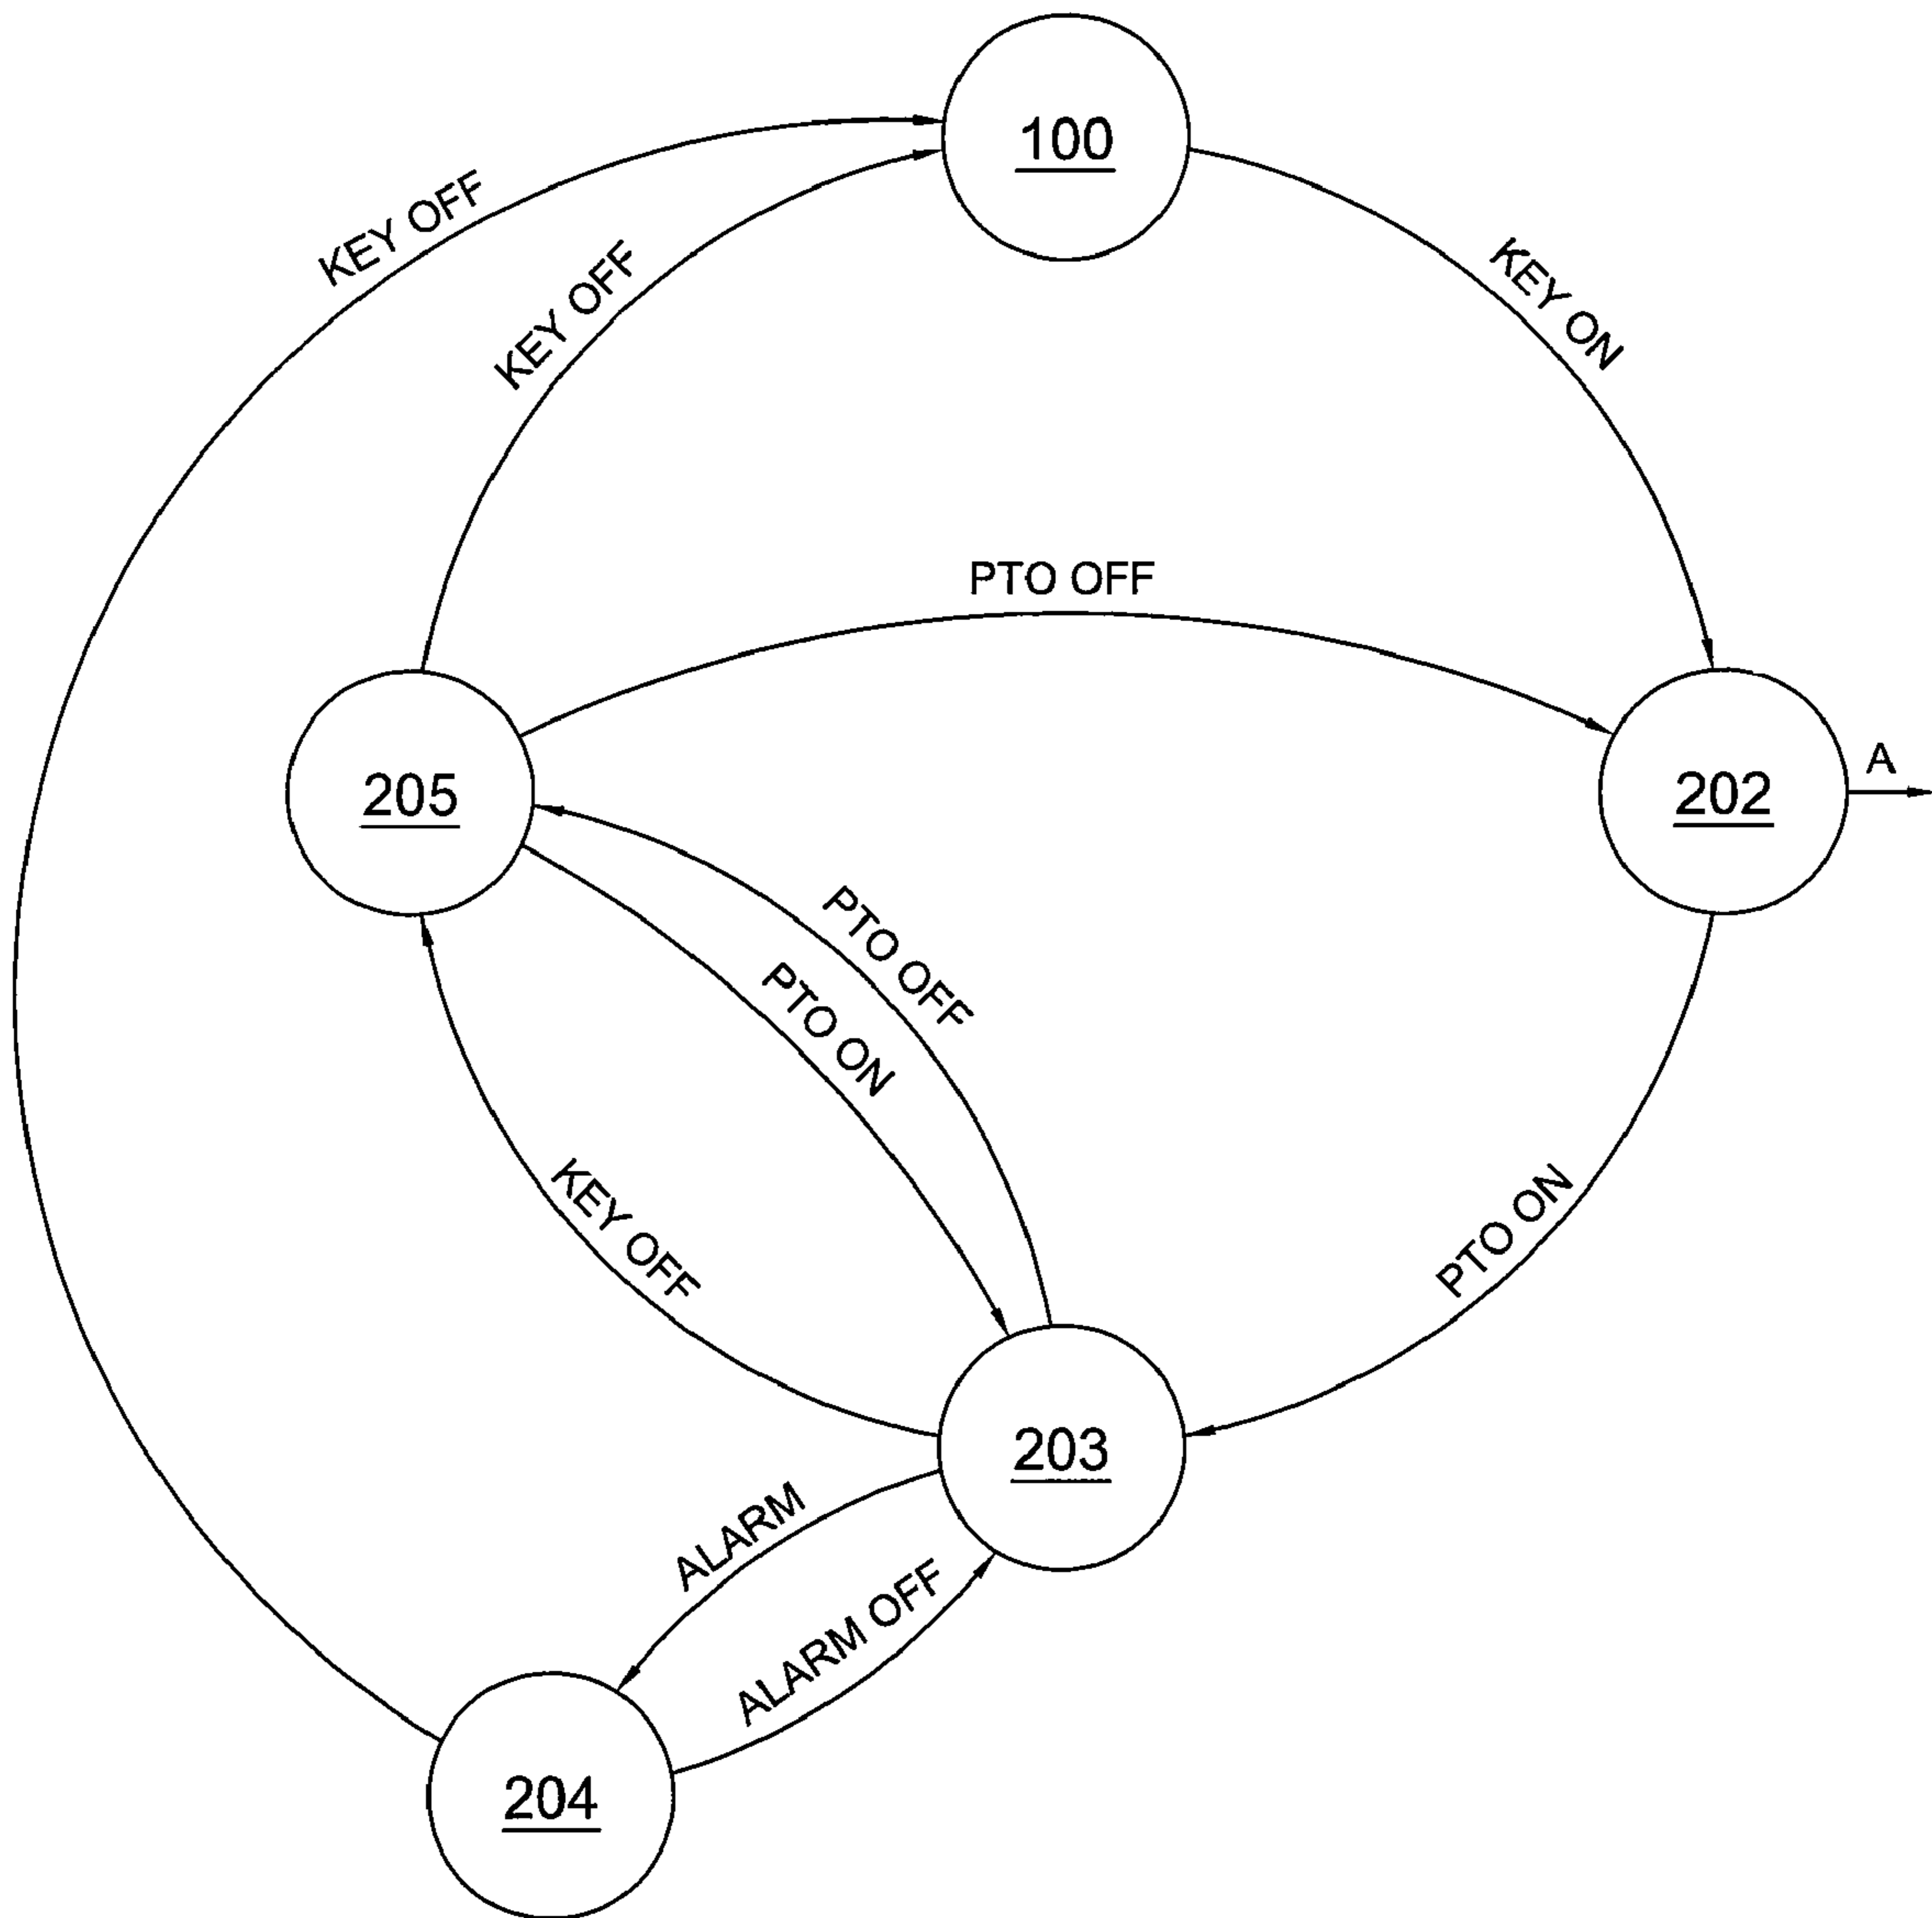 100
KEY OFF
KEY OFF
KEY ON
PTO OFF
205
202
A
PTO OFF
PTO ON
KEY OFF
PTO ON
203
ALARM
ALARM OFF
204